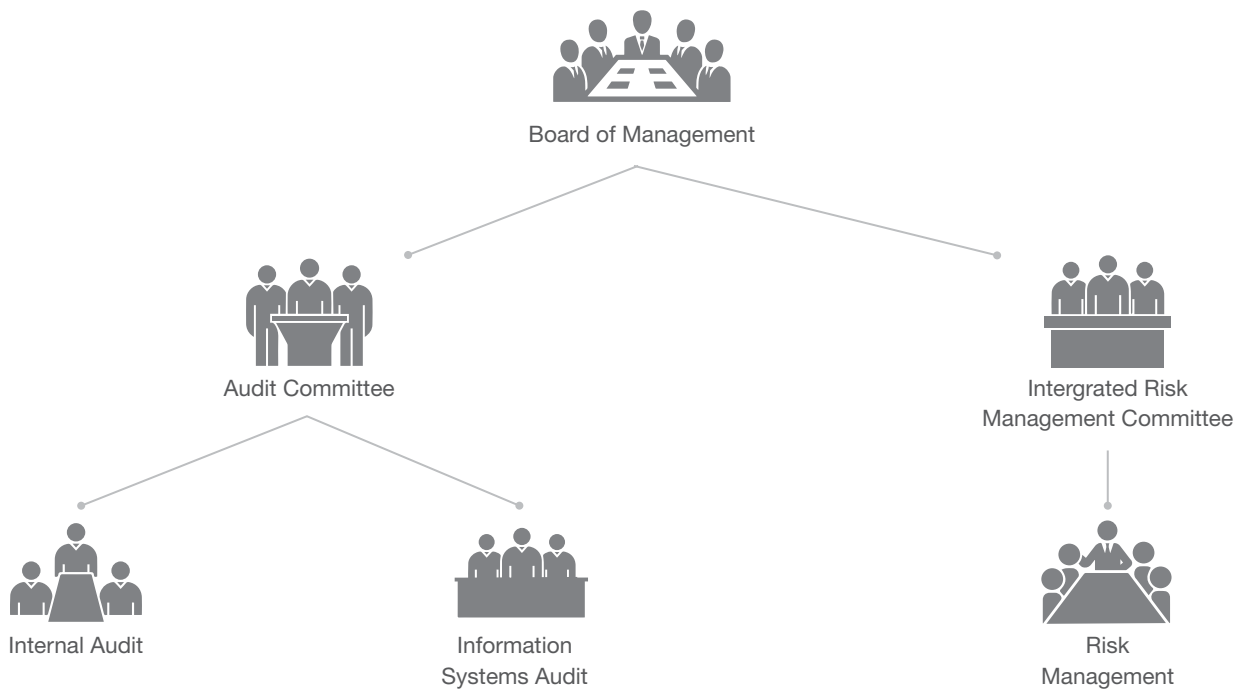 Board of Management
Audit Committee
Intergrated Risk
Management Committee
Internal Audit
Information
Systems Audit
Risk
Management